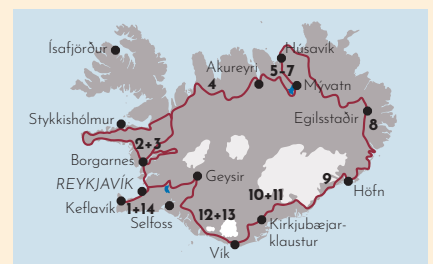 Ísafjörður
Húsavík
Akureyri
5-7
4
Mývatn
Stykkishólmur
Egilsstaðir
8
2+3
Borgarnes
REYKJAVÍK
Geysir
9
Höfn
Keflavík
1+14
10+11
Selfoss
12+13
Kirkjubæjar-
klaustur
Vík